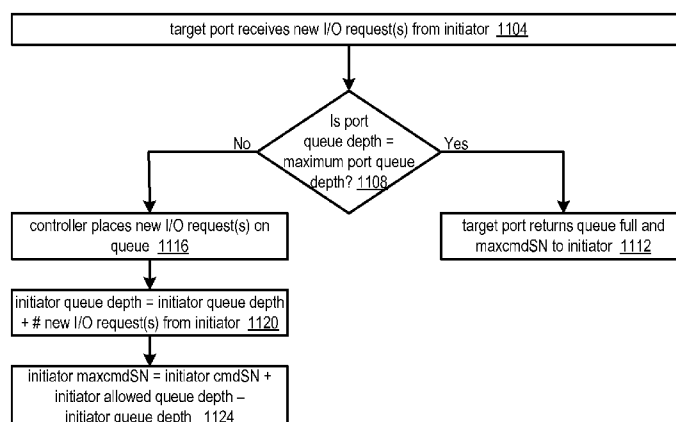 target port receives new I/O request(s) from initiator 1104
Is port
queue depth =
maximum port queue
depth? 1108
No
Yes
controller places new I/O request(s) on
queue 1116
target port returns queue full and
maxcmdSN to initiator 1112
initiator queue depth = initiator queue depth
+ # new I/O request(s) from initiator 1120
initiator maxcmdSN = initiator cmdSN +
initiator allowed queue depth –
initiator queue depth 1124